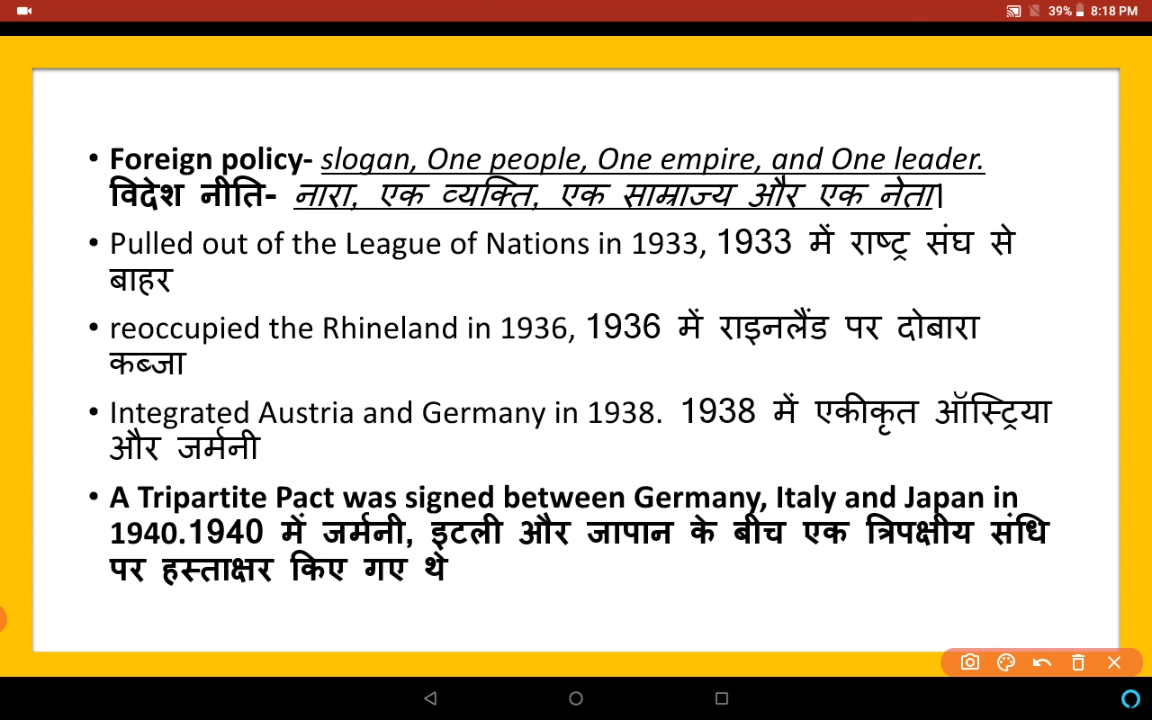 39% 8:18 PM
• Foreign policy- slogan, One people, One empire, and One leader.
विदेश नीति- नारा, एक व्यक्ति, एक साम्राज्य और एक नेता|
• Pulled out of the League of Nations in 1933, 1933 में राष्ट्र संघ से
बाहर
• reoccupied the Rhineland in 1936, 1936 में राइनलैंड पर दोबारा
कब्जा
• Integrated Austria and Germany in 1938. 1938 में एकीकृत ऑस्ट्रिया
और जर्मनी
• A Tripartite Pact was signed between Germany, Italy and Japan in
1940.1940 में जर्मनी, इटली और जापान के बीच एक त्रिपक्षीय संधि
पर हस्ताक्षर किए गए थे